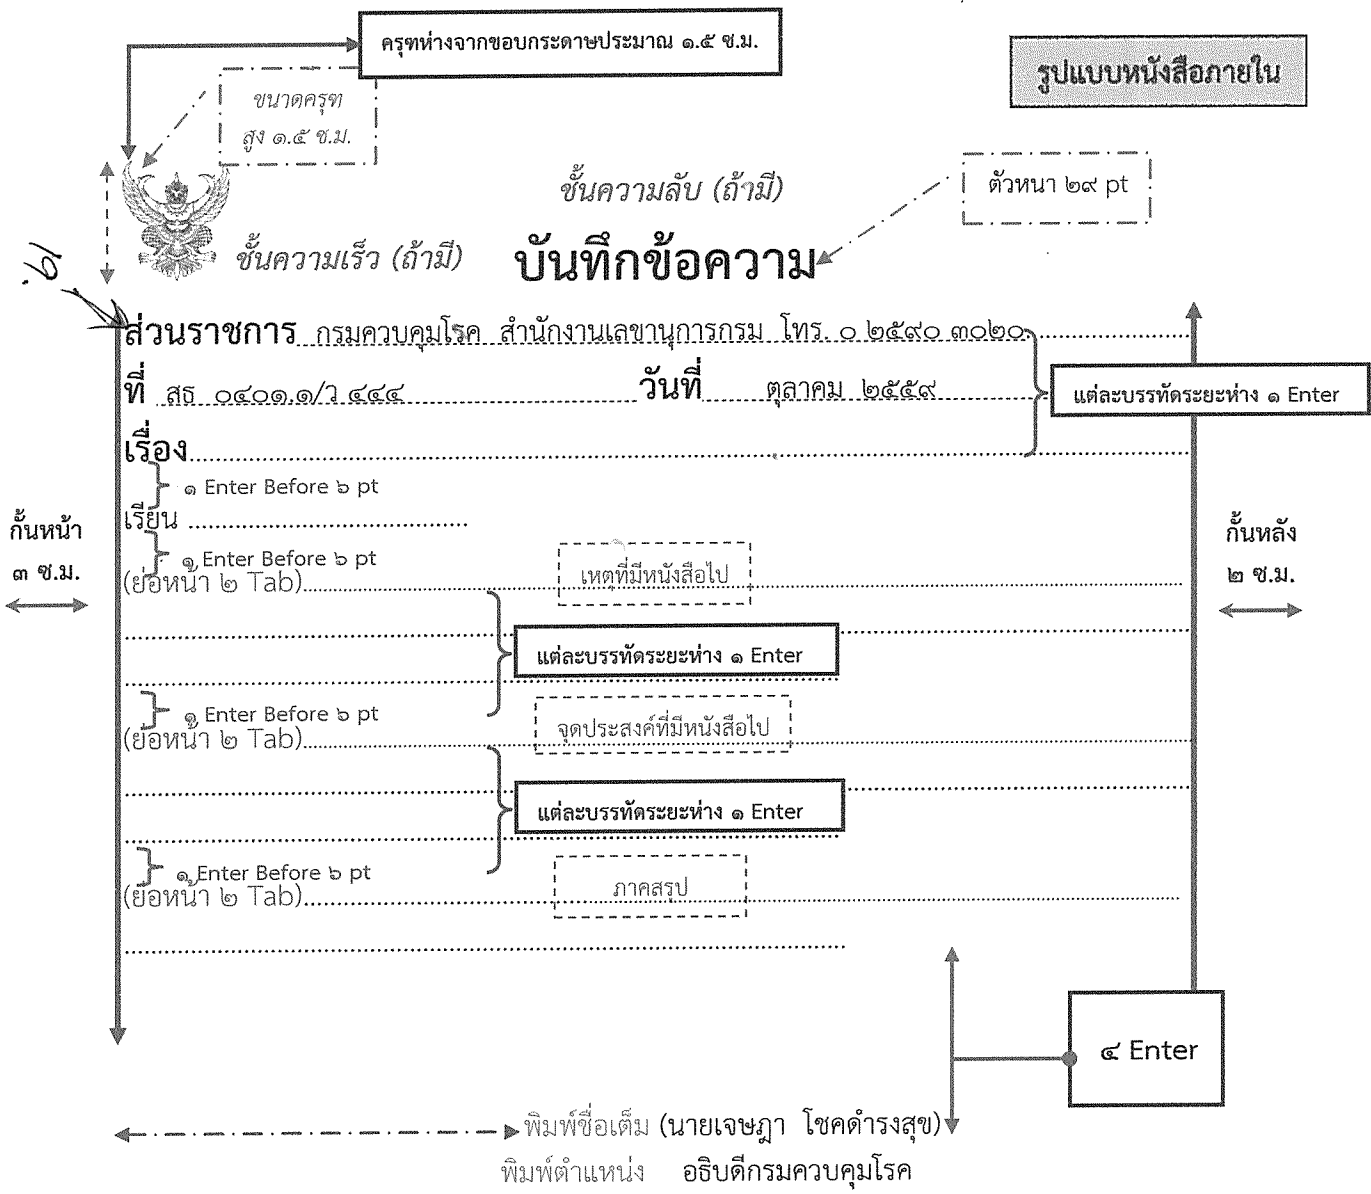 ครุฑห่างจากขอบกระดาษประมาณ ๑.๕ ซ.ม.
รูปแบบหนังสือภายใน
ขนาดครุฑ
สูง ๑.๕ ซ.ม.
ชั้นความลับ (ถ้ามี)
ตัวหนา ๒๙ pt
ชั้นความเร็ว (ถ้ามี)
บันทึกข้อความ
ส่วนราชการ กรมควบคุมโรค สำนักงานเลขานุการกรม โทร. ๐ ๒๕๙๐ ๓๐๒๐
ที่ สธ ๐๔๐๑.๑/ว ๔๔๔ วันที่ ตุลาคม ๒๕๕๙
แต่ละบรรทัดระยะห่าง ๑ Enter
เรื่อง
๑ Enter Before ๖ pt
เรียน
กั้นหน้า
๓ ซ.ม.
กั้นหลัง
๒ ซ.ม.
๑ Enter Before ๖ pt
(ย่อหน้า ๒ Tab)
เหตุที่มีหนังสือไป
แต่ละบรรทัดระยะห่าง ๑ Enter
๑ Enter Before ๖ pt
(ย่อหน้า ๒ Tab)
จุดประสงค์ที่มีหนังสือไป
แต่ละบรรทัดระยะห่าง ๑ Enter
๑ Enter Before ๖ pt
(ย่อหน้า ๒ Tab)
ภาคสรุป
๔ Enter
พิมพ์ชื่อเต็ม (นายเจษฎา โชคดำรงสุข)
พิมพ์ตำแหน่ง อธิบดีกรมควบคุมโรค